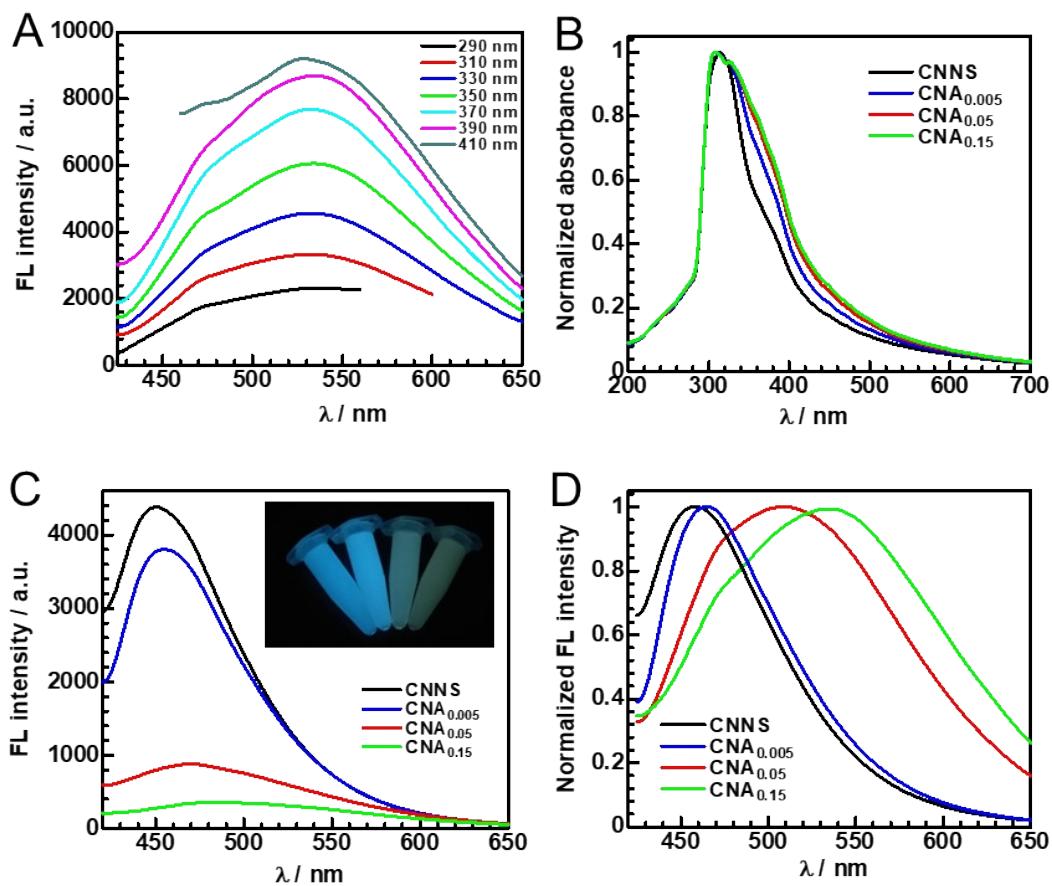 A
FL intensity / a.u.
10000
8000
6000
4000
2000
0
290 nm
310 nm
330 nm
350 nm
370 nm
390 nm
410 nm
450 500 550 600 650
λ / nm
B
Normalized absorbance
1
0.8
0.6
0.4
0.2
0
CNNS
CNA0.005
CNA0.05
CNA0.15
200 300 400 500 600 700
λ / nm
C
FL intensity / a.u.
4000
3000
2000
1000
0
CNNS
CNA0.005
CNA0.05
CNA0.15
450 500 550 600 650
λ / nm
D
Normalized FL intensity
1
0.8
0.6
0.4
0.2
0
CNNS
CNA0.005
CNA0.05
CNA0.15
450 500 550 600 650
λ / nm